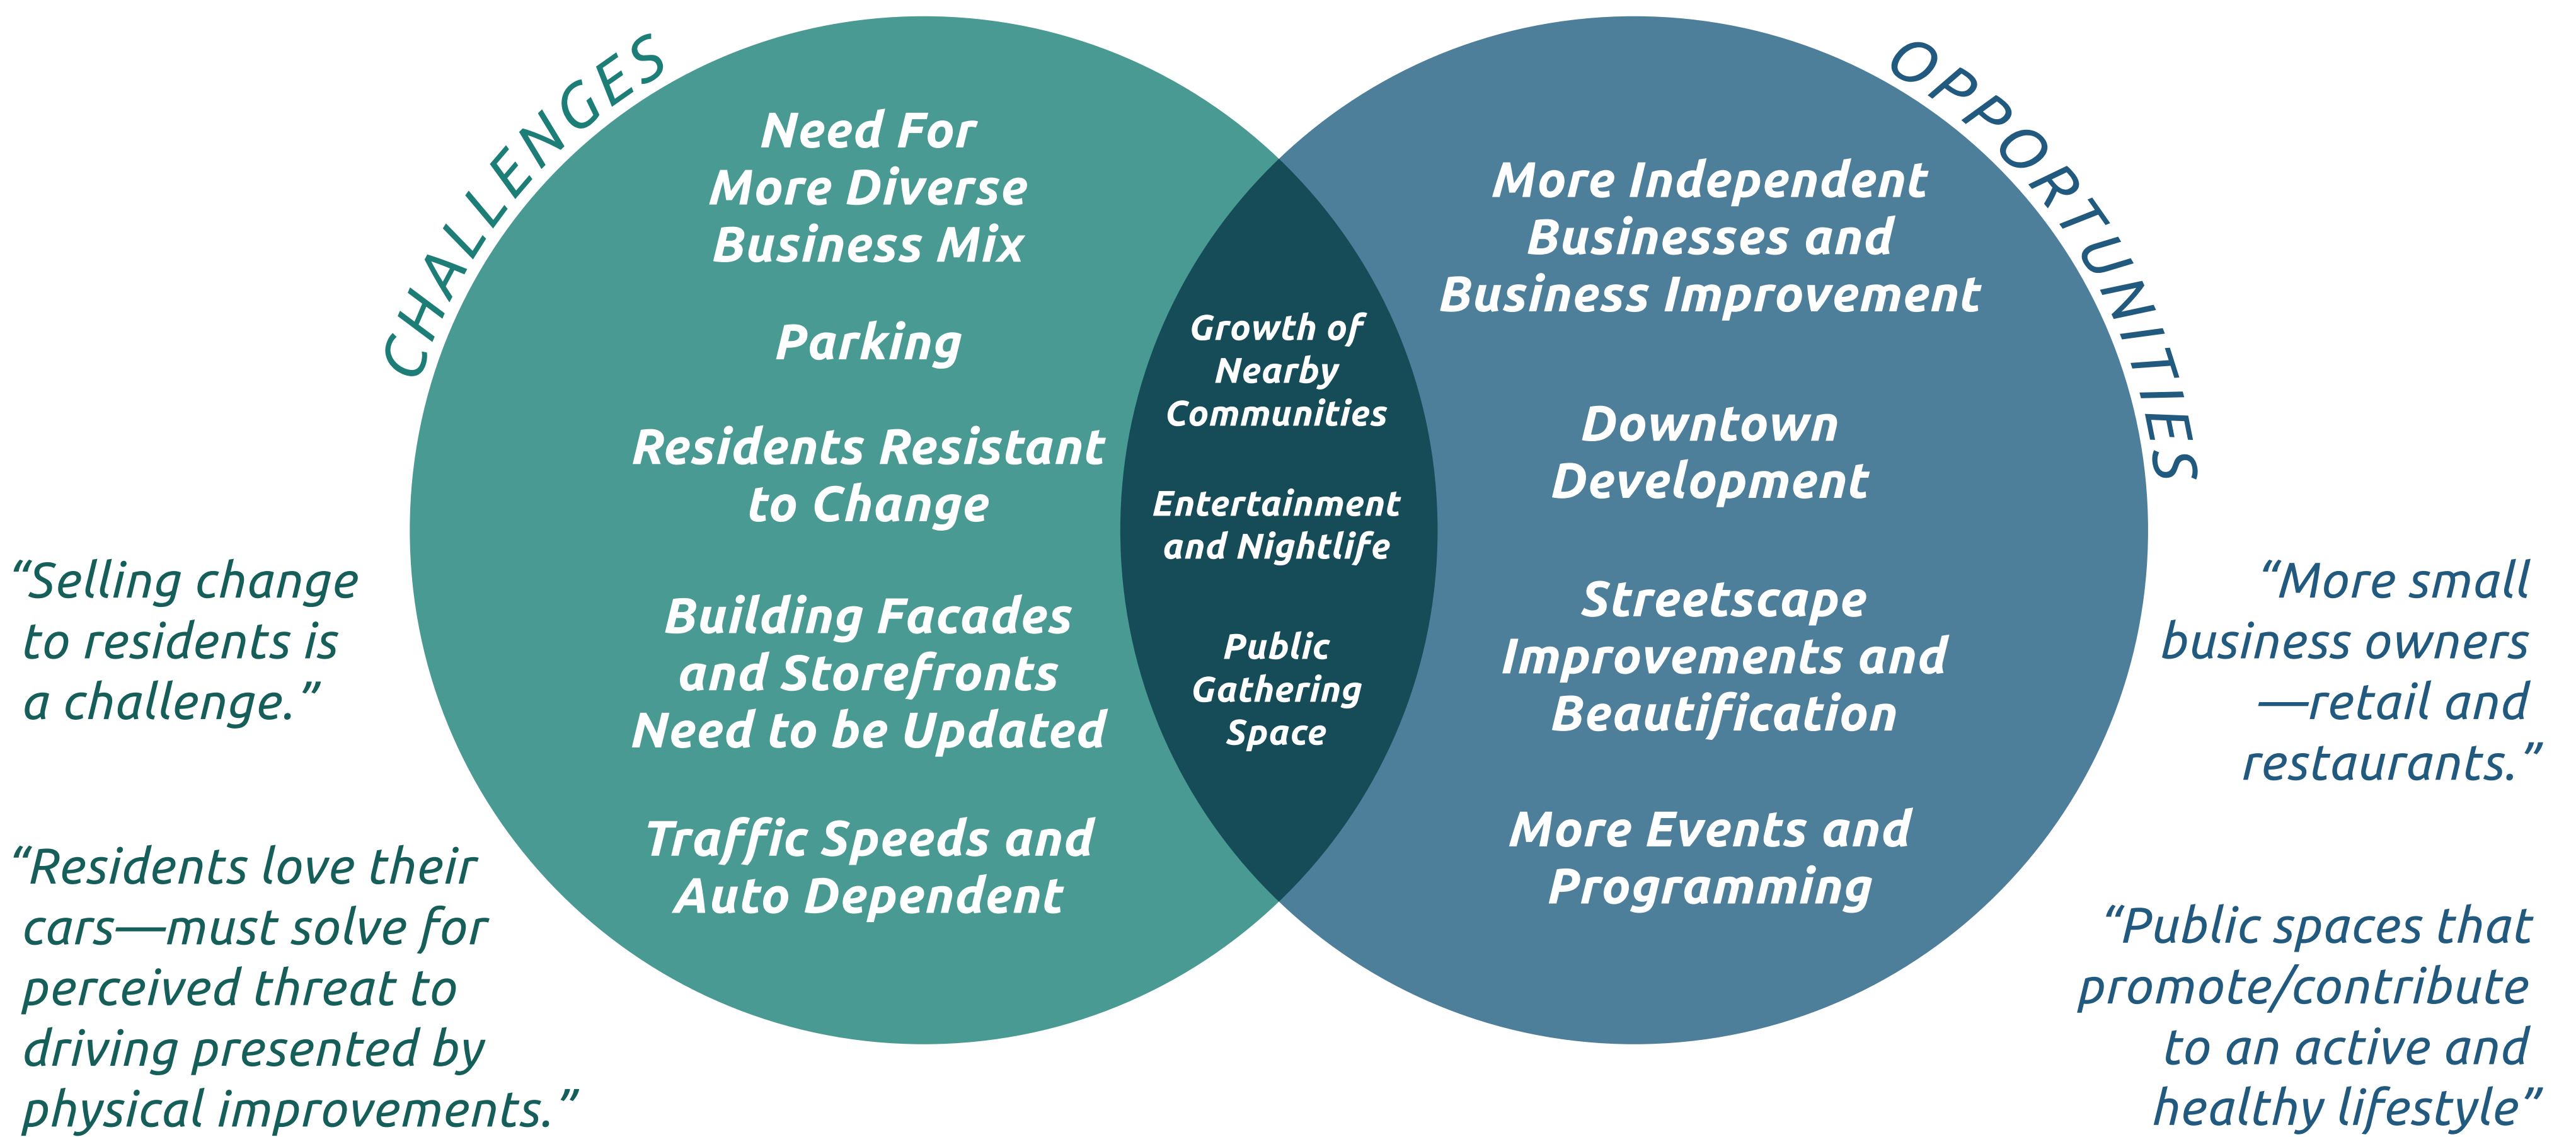 CHALLENGES
Need For
More Diverse
Business Mix
Parking
Residents Resistant
to Change
Building Facades
and Storefronts
Need to be Updated
Traffic Speeds and
Auto Dependent
Growth of
Nearby
Communities
Entertainment
and Nightlife
Public
Gathering
Space
OPPORTUNITIES
More Independent
Businesses and
Business Improvement
Downtown
Development
Streetscape
Improvements and
Beautification
More Events and
Programming
“Selling change
to residents is
a challenge.”
“Residents love their
cars—must solve for
perceived threat to
driving presented by
physical improvements.”
“More small
business owners
—retail and
restaurants.”
“Public spaces that
promote/contribute
to an active and
healthy lifestyle”